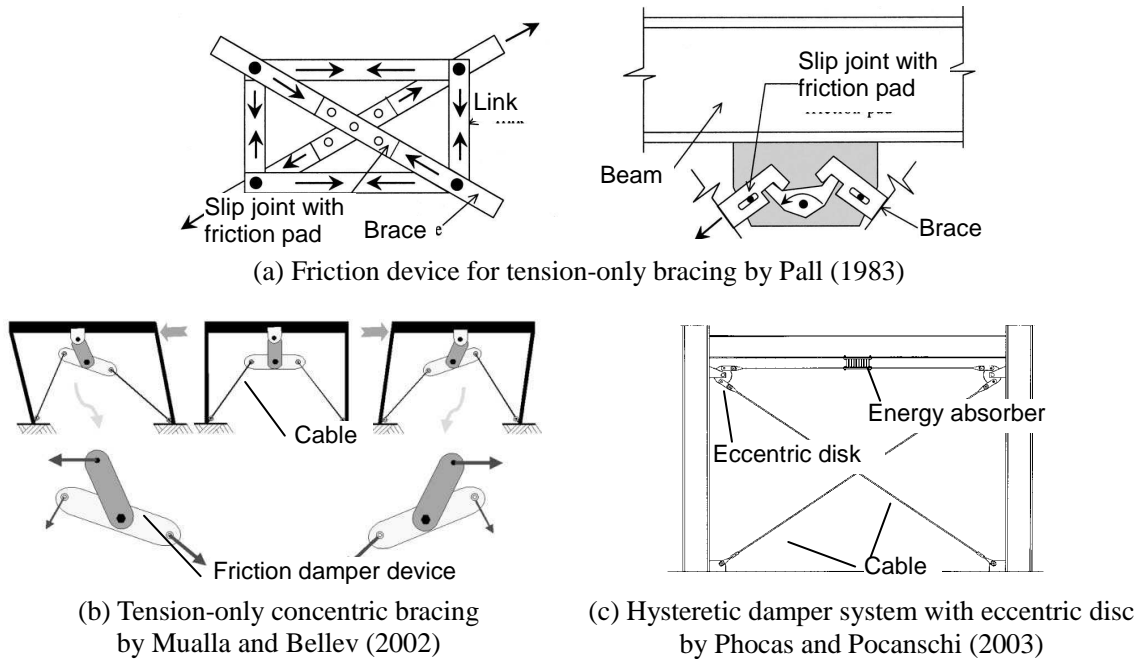 Link
Slip joint with
friction pad
Brace
Slip joint with
friction pad
Beam
Brace
(a) Friction device for tension-only bracing by Pall (1983)
Cable
Friction damper device
Energy absorber
Eccentric disk
Cable
(b) Tension-only concentric bracing
by Mualla and Bellev (2002)
(c) Hysteretic damper system with eccentric disc
by Phocas and Pocanschi (2003)